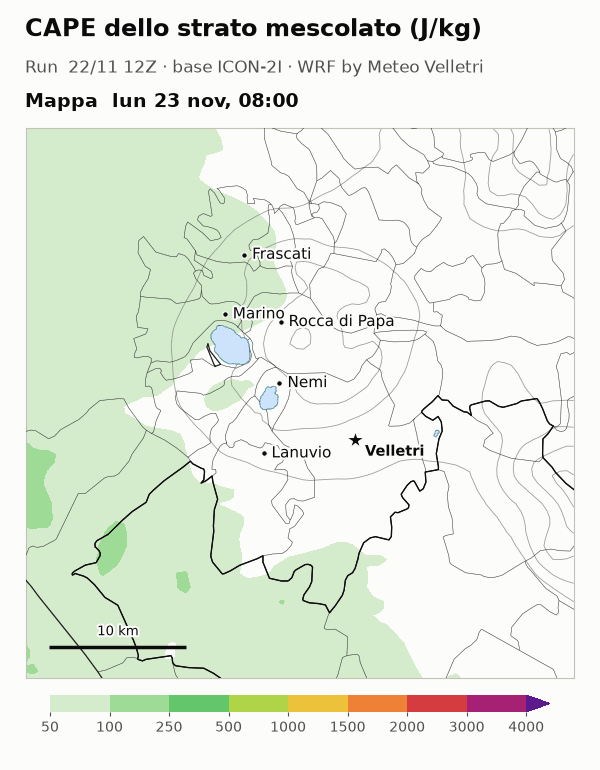 CAPE dello strato mescolato (J/kg)
Run  22/11 12Z · base ICON-2I · WRF by Meteo Velletri
Mappa  lun 23 nov, 08:00
Frascati
Marino
Rocca di Papa
Nemi
Velletri
Lanuvio
10 km
50 100 250 500 1000 1500 2000 3000 4000